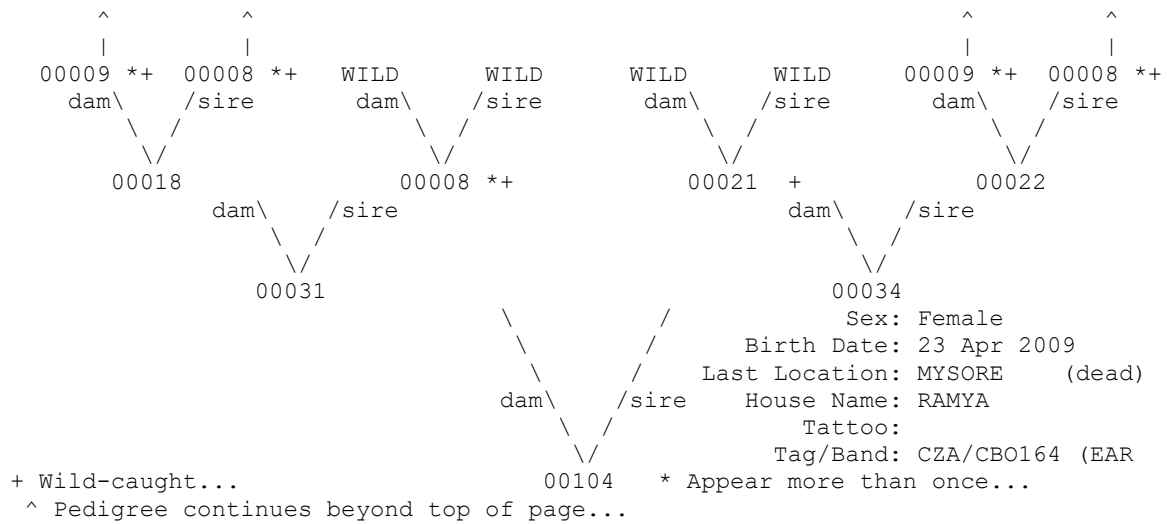 ^ ^ ^ ^
| | | |
00009 *+ 00008 *+ WILD WILD WILD WILD 00009 *+ 00008 *+
dam\ /sire dam\ /sire dam\ /sire dam\ /sire
\ / \ / \ / \ /
\/ \/ \/ \/
00018 00008 *+ 00021 + 00022
dam\ /sire dam\ /sire
\ / \ /
\/ \/
00031 00034
\ / Sex: Female
\ / Birth Date: 23 Apr 2009
\ / Last Location: MYSORE (dead)
dam\ /sire House Name: RAMYA
\ / Tattoo:
\/ Tag/Band: CZA/CBO164 (EAR
+ Wild-caught... 00104 * Appear more than once...
^ Pedigree continues beyond top of page...